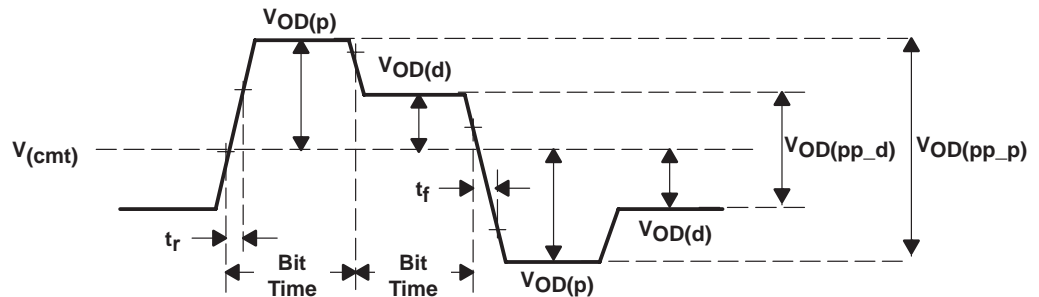 VOD(p)
VOD(d)
V(cmt)
VOD(pp_d)
VOD(pp_p)
tf
tr
VOD(d)
Bit
Time
Bit
Time
VOD(p)